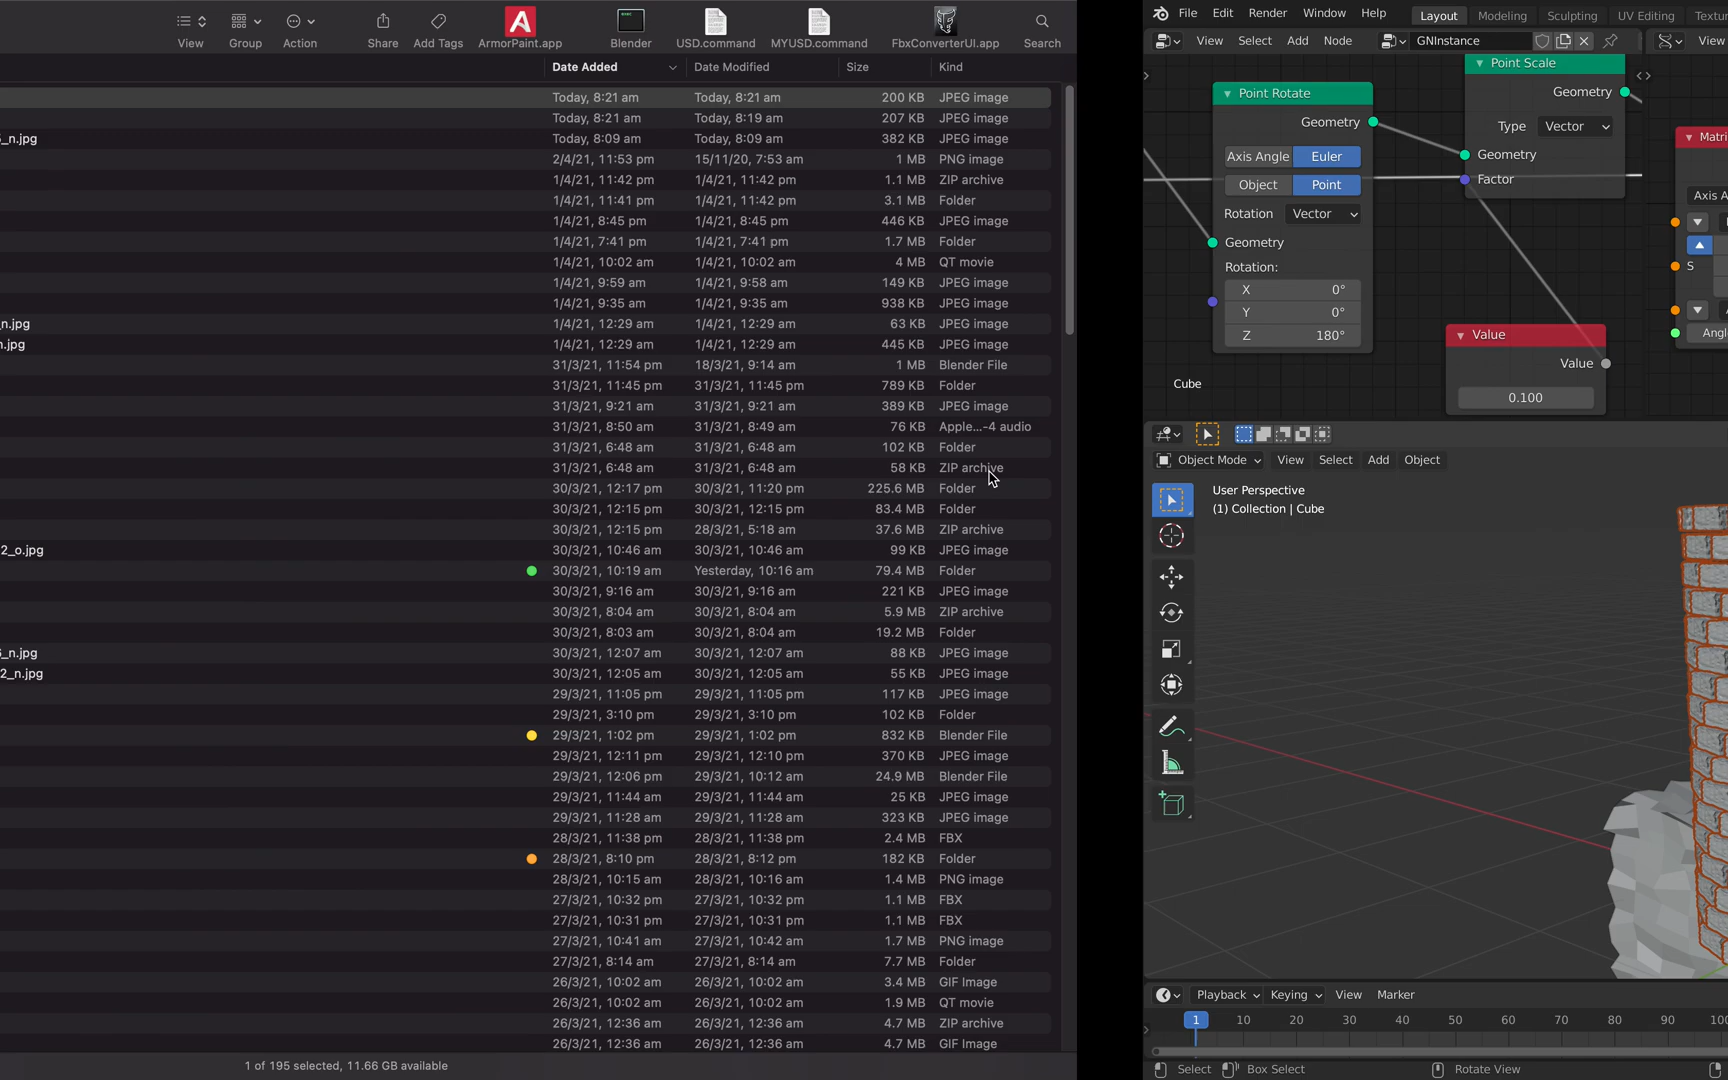 View
Group
Action
Share
Add Tags
ArmorPaint.app
Blender
USD.command
MYUSD.command
FbxConverterUI.app
Search
Date Added
Date Modified
Size
Kind
Today, 8:21 am Today, 8:21 am 200 KB JPEG image
Today, 8:21 am Today, 8:19 am 207 KB JPEG image
_n.jpg Today, 8:09 am Today, 8:09 am 382 KB JPEG image
2/4/21, 11:53 pm 15/11/20, 7:53 am 1 MB PNG image
1/4/21, 11:42 pm 1/4/21, 11:42 pm 1.1 MB ZIP archive
1/4/21, 11:41 pm 1/4/21, 11:42 pm 3.1 MB Folder
1/4/21, 8:45 pm 1/4/21, 8:45 pm 446 KB JPEG image
1/4/21, 7:41 pm 1/4/21, 7:41 pm 1.7 MB Folder
1/4/21, 10:02 am 1/4/21, 10:02 am 4 MB QT movie
1/4/21, 9:59 am 1/4/21, 9:58 am 149 KB JPEG image
1/4/21, 9:35 am 1/4/21, 9:35 am 938 KB JPEG image
n.jpg 1/4/21, 12:29 am 1/4/21, 12:29 am 63 KB JPEG image
.jpg 1/4/21, 12:29 am 1/4/21, 12:29 am 445 KB JPEG image
31/3/21, 11:54 pm 18/3/21, 9:14 am 1 MB Blender File
31/3/21, 11:45 pm 31/3/21, 11:45 pm 789 KB Folder
31/3/21, 9:21 am 31/3/21, 9:21 am 389 KB JPEG image
31/3/21, 8:50 am 31/3/21, 8:49 am 76 KB Apple...-4 audio
31/3/21, 6:48 am 31/3/21, 6:48 am 102 KB Folder
31/3/21, 6:48 am 31/3/21, 6:48 am 58 KB ZIP archive
30/3/21, 12:17 pm 30/3/21, 11:20 pm 225.6 MB Folder
30/3/21, 12:15 pm 30/3/21, 12:15 pm 83.4 MB Folder
30/3/21, 12:15 pm 28/3/21, 5:18 am 37.6 MB ZIP archive
2_o.jpg 30/3/21, 10:46 am 30/3/21, 10:46 am 99 KB JPEG image
30/3/21, 10:19 am Yesterday, 10:16 am 79.4 MB Folder
30/3/21, 9:16 am 30/3/21, 9:16 am 221 KB JPEG image
30/3/21, 8:04 am 30/3/21, 8:04 am 5.9 MB ZIP archive
30/3/21, 8:03 am 30/3/21, 8:04 am 19.2 MB Folder
_n.jpg 30/3/21, 12:07 am 30/3/21, 12:07 am 88 KB JPEG image
2_n.jpg 30/3/21, 12:05 am 30/3/21, 12:05 am 55 KB JPEG image
29/3/21, 11:05 pm 29/3/21, 11:05 pm 117 KB JPEG image
29/3/21, 3:10 pm 29/3/21, 3:10 pm 102 KB Folder
29/3/21, 1:02 pm 29/3/21, 1:02 pm 832 KB Blender File
29/3/21, 12:11 pm 29/3/21, 12:10 pm 370 KB JPEG image
29/3/21, 12:06 pm 29/3/21, 10:12 am 24.9 MB Blender File
29/3/21, 11:44 am 29/3/21, 11:44 am 25 KB JPEG image
29/3/21, 11:28 am 29/3/21, 11:28 am 323 KB JPEG image
28/3/21, 11:38 pm 28/3/21, 11:38 pm 2.4 MB FBX
28/3/21, 8:10 pm 28/3/21, 8:12 pm 182 KB Folder
28/3/21, 10:15 am 28/3/21, 10:16 am 1.4 MB PNG image
27/3/21, 10:32 pm 27/3/21, 10:32 pm 1.1 MB FBX
27/3/21, 10:31 pm 27/3/21, 10:31 pm 1.1 MB FBX
27/3/21, 10:41 am 27/3/21, 10:42 am 1.7 MB PNG image
27/3/21, 8:14 am 27/3/21, 8:14 am 7.7 MB Folder
26/3/21, 10:02 am 26/3/21, 10:02 am 3.4 MB GIF Image
26/3/21, 10:02 am 26/3/21, 10:02 am 1.9 MB QT movie
26/3/21, 12:36 am 26/3/21, 12:36 am 4.7 MB ZIP archive
26/3/21, 12:36 am 26/3/21, 12:36 am 4.7 MB GIF Image
1 of 195 selected, 11.66 GB available
File Edit Render Window Help Layout Modeling Sculpting UV Editing Textu
View Select Add Node GNInstance View
Point Rotate
Geometry
Axis Angle Euler
Object Point
Rotation Vector
Geometry
Rotation:
X 0°
Y 0°
Z 180°
Point Scale
Geometry
Type Vector
Geometry
Factor
Value
Value
0.100
Matri
Axis A
S
Angl
Cube
Object Mode View Select Add Object
User Perspective
(1) Collection | Cube
Playback Keying View Marker
1 10 20 30 40 50 60 70 80 90 100
Select Box Select Rotate View